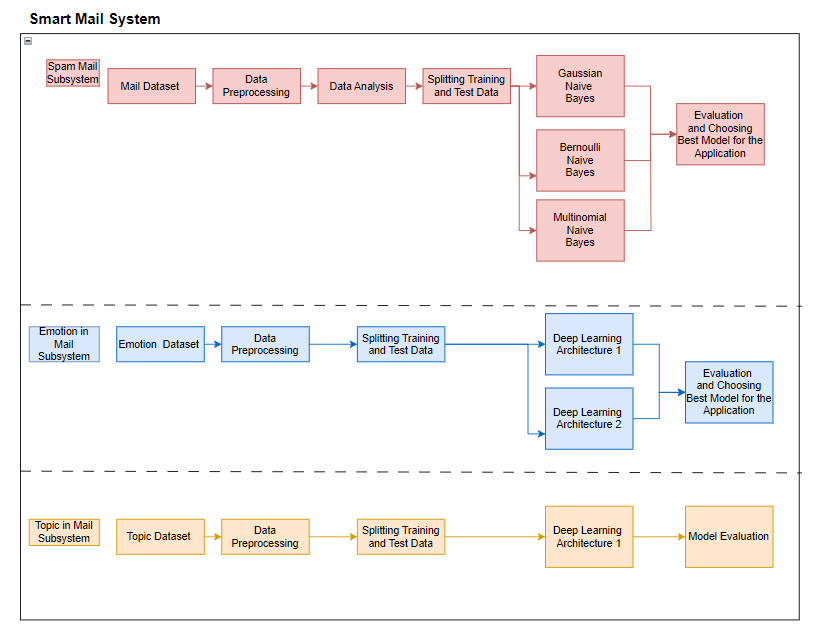 Smart Mail System
Spam Mail
Subsystem
Mail Dataset
Data
Preprocessing
Data Analysis
Splitting Training
and Test Data
Gaussian
Naive
Bayes
Bernoulli
Naive
Bayes
Multinomial
Naive
Bayes
Evaluation
and Choosing
Best Model for the
Application
Emotion in
Mail
Subsystem
Emotion Dataset
Data
Preprocessing
Splitting Training
and Test Data
Deep Learning
Architecture 1
Deep Learning
Architecture 2
Evaluation
and Choosing
Best Model for the
Application
Topic in Mail
Subsystem
Topic Dataset
Data
Preprocessing
Splitting Training
and Test Data
Deep Learning
Architecture 1
Model Evaluation